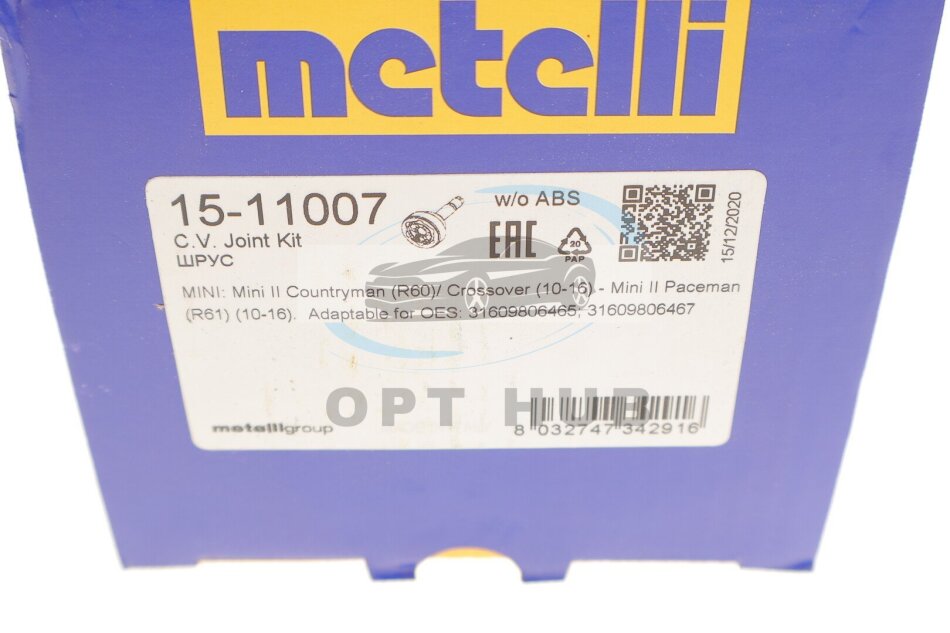 metelli
15-11007
w/o ABS
C.V. Joint Kit
ШРУС
EAC
20
PAP
15/12/2020
MINI: Mini II Countryman (R60)/ Crossover (10-16) - Mini II Paceman
(R61) (10-16). Adaptable for OES: 31609806465; 31609806467
OPT HUB
metelligroup
8 032747 342916